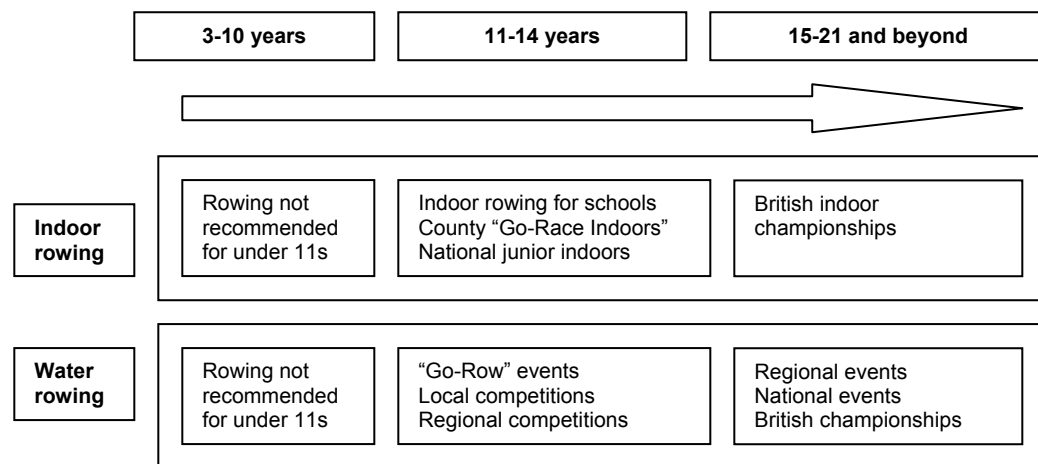 3-10 years
11-14 years
15-21 and beyond
Indoor
rowing
Rowing not
recommended
for under 11s
Indoor rowing for schools
County “Go-Race Indoors”
National junior indoors
British indoor
championships
Water
rowing
Rowing not
recommended
for under 11s
“Go-Row” events
Local competitions
Regional competitions
Regional events
National events
British championships